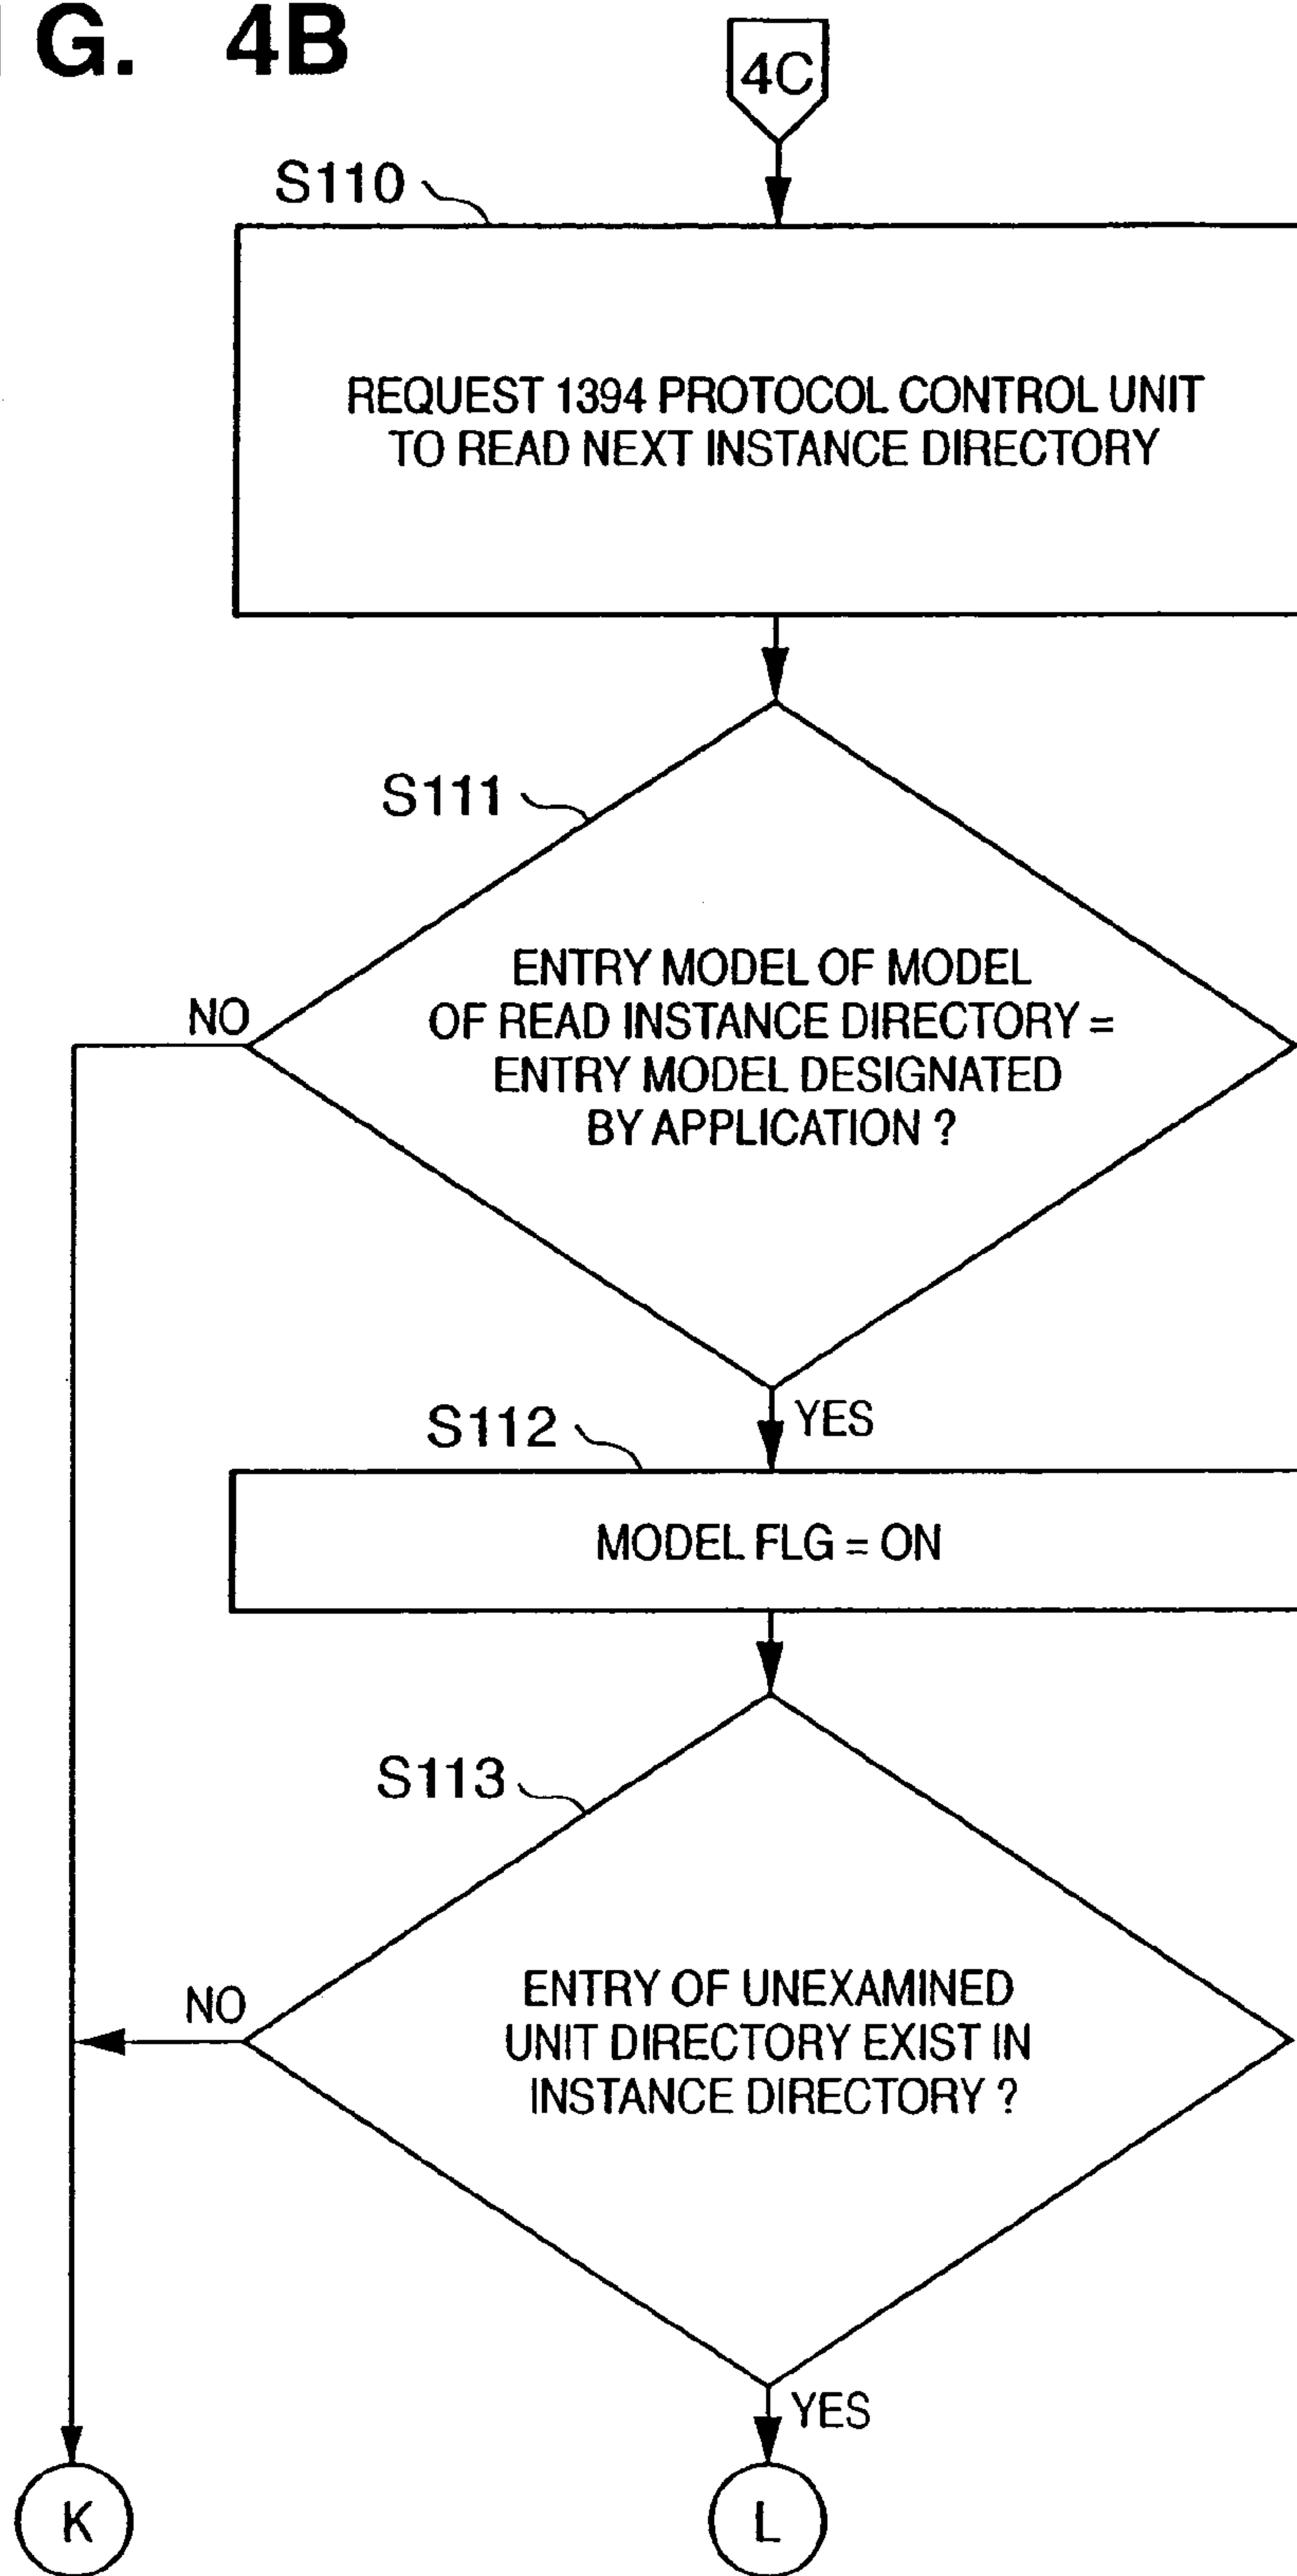 G. 4B
4C
S110
REQUEST 1394 PROTOCOL CONTROL UNIT
TO READ NEXT INSTANCE DIRECTORY
S111
ENTRY MODEL OF MODEL
OF READ INSTANCE DIRECTORY =
ENTRY MODEL DESIGNATED
BY APPLICATION ?
NO
YES
S112
MODEL FLG = ON
S113
ENTRY OF UNEXAMINED
UNIT DIRECTORY EXIST IN
INSTANCE DIRECTORY ?
NO
YES
K
L